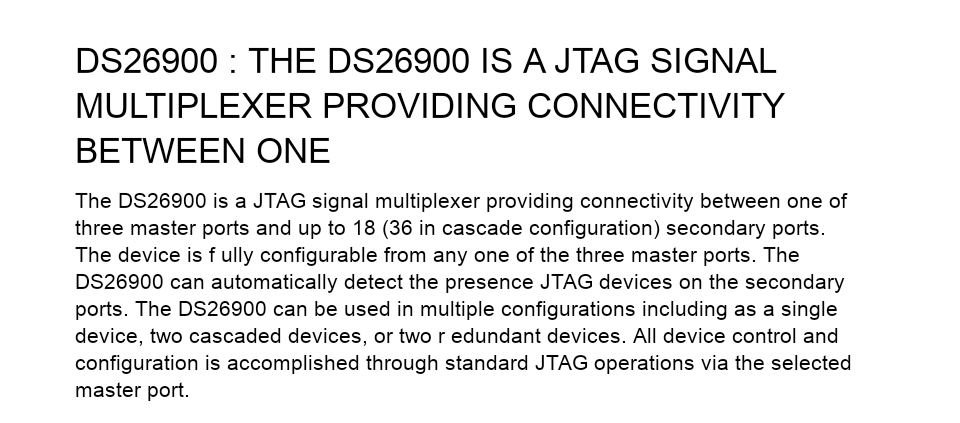 DS26900 : THE DS26900 IS A JTAG SIGNAL
MULTIPLEXER PROVIDING CONNECTIVITY
BETWEEN ONE
The DS26900 is a JTAG signal multiplexer providing connectivity between one of
three master ports and up to 18 (36 in cascade configuration) secondary ports.
The device is f ully configurable from any one of the three master ports. The
DS26900 can automatically detect the presence JTAG devices on the secondary
ports. The DS26900 can be used in multiple configurations including as a single
device, two cascaded devices, or two r edundant devices. All device control and
configuration is accomplished through standard JTAG operations via the selected
master port.